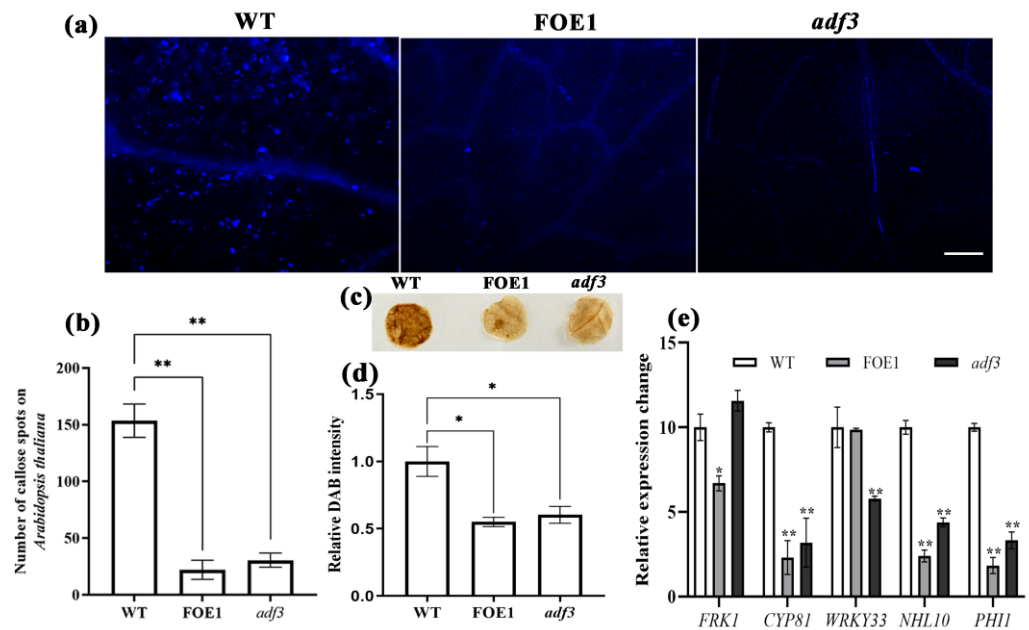 (a)
WT
FOE1
adf3
(c)
WT
FOE1
adf3
(b)
**
**
Number of callose spots on
Arabidopsis thaliana
200
150
100
50
0
WT
FOE1
adf3
(d)
*
*
Relative DAB intensity
1.5
1.0
0.5
0.0
WT
FOE1
adf3
(e)
WT
FOE1
adf3
Relative expression change
15
10
5
0
*
**
**
**
**
**
**
**
FRK1
CYP81
WRKY33
NHL10
PHI1